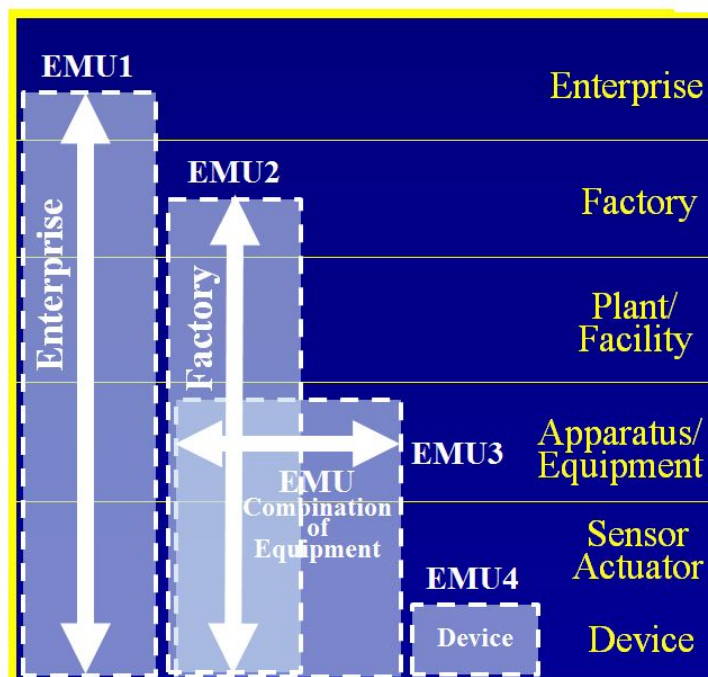 EMU1
Enterprise
EMU2
Enterprise
Factory
Factory
Plant/
Facility
Apparatus/
Equipment
EMU3
EMU
Combination
of
Equipment
Sensor
Actuator
EMU4
Device
Device